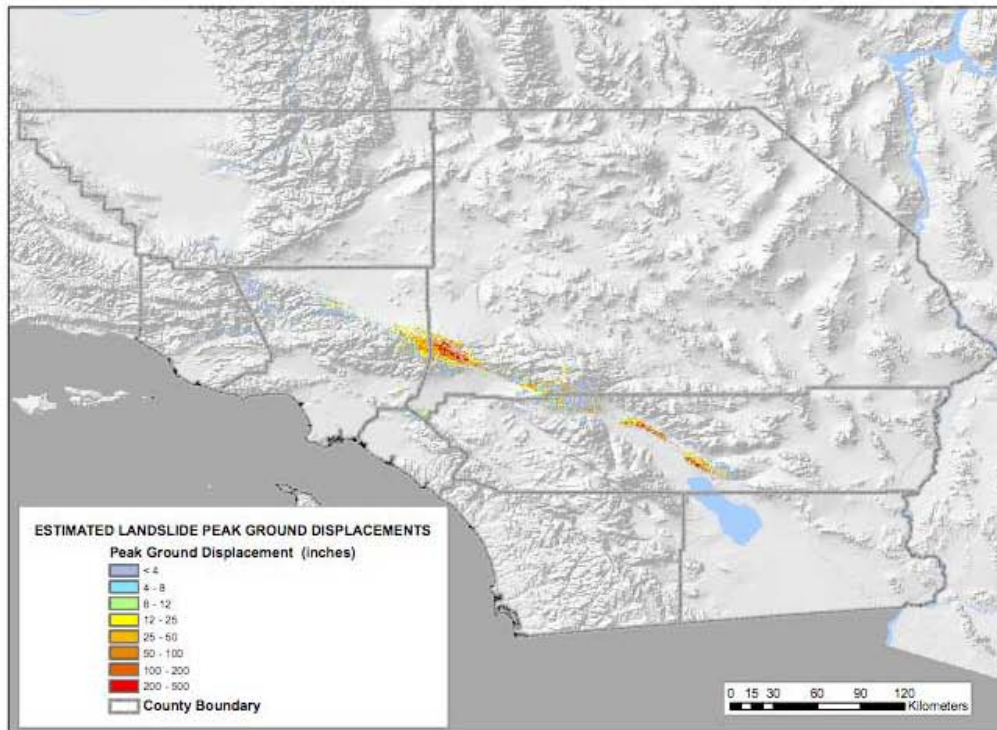 ESTIMATED LANDSLIDE PEAK GROUND DISPLACEMENTS
Peak Ground Displacement (inches)
< 4
4 - 8
8 - 12
12 - 25
25 - 50
50 - 100
100 - 200
200 - 500
County Boundary
0 15 30 60 90 120
Kilometers